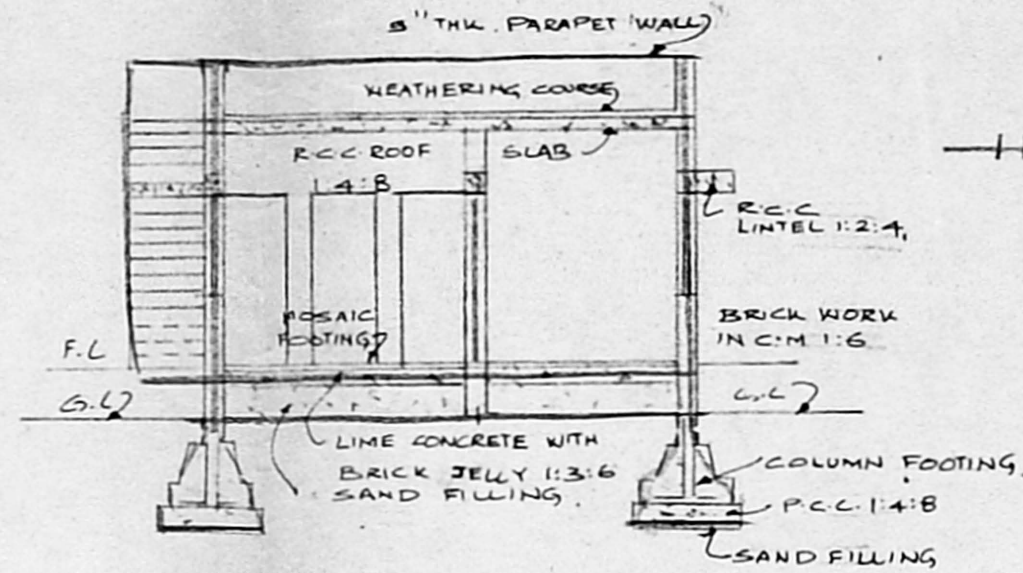 9" THK. PARAPET WALL
WEATHERING COURSE
R.C.C. ROOF SLAB
1:4:8
R.C.C
LINTEL 1:2:4,
MOSAIC
FOOTING
BRICK WORK
IN C:M 1:6
F.L
G.L
G.L
LIME CONCRETE WITH
BRICK JELLY 1:3:6
SAND FILLING
COLUMN FOOTING
P.C.C. 1:4:8
SAND FILLING